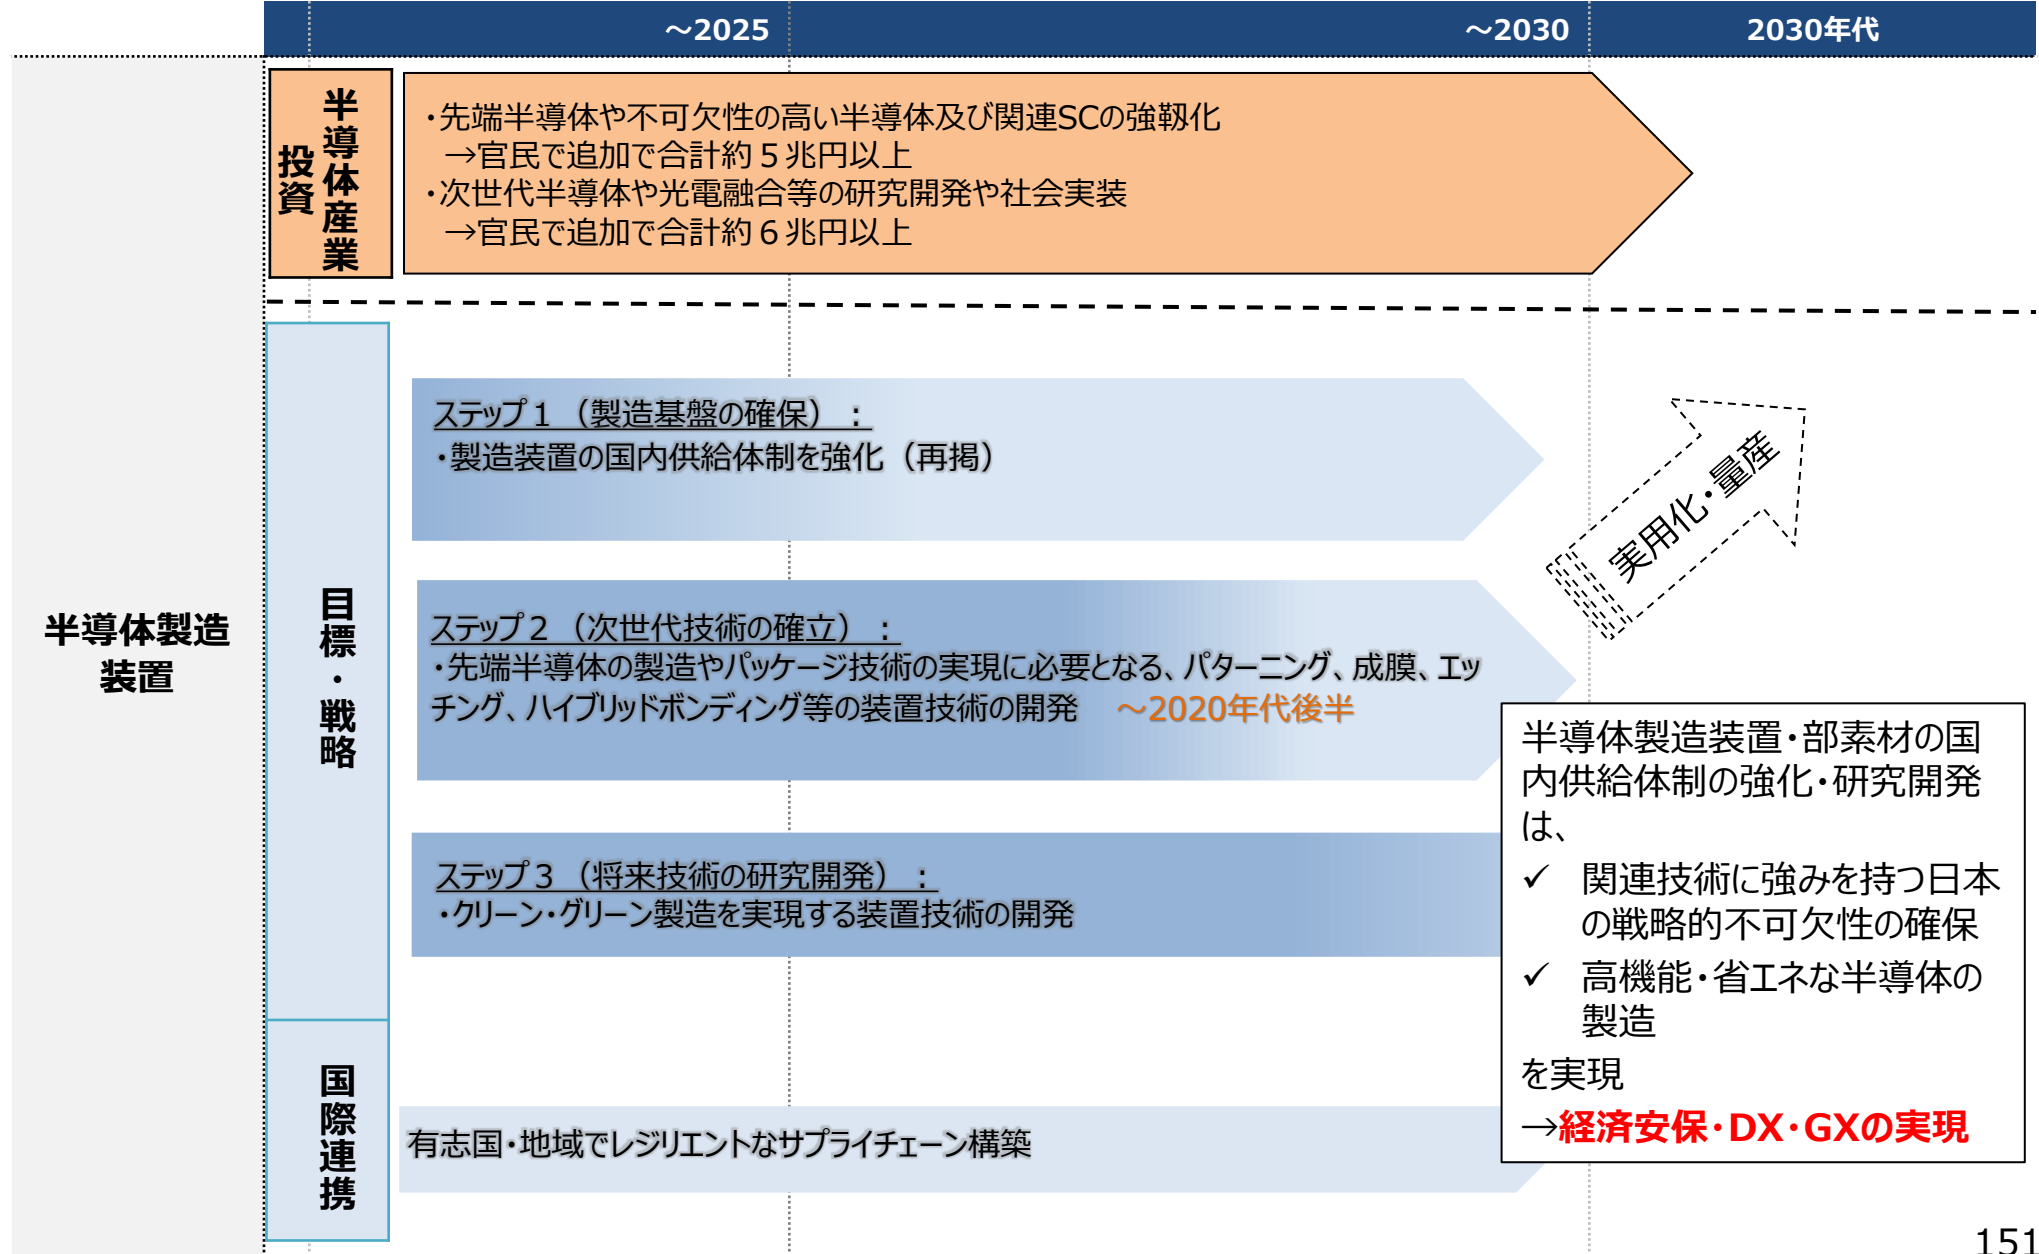 ～2025
～2030
2030年代
半導体産業
投資
・先端半導体や不可欠性の高い半導体及び関連SCの強靱化
→官民で追加で合計約５兆円以上
・次世代半導体や光電融合等の研究開発や社会実装
→官民で追加で合計約６兆円以上
半導体製造
装置
目標・戦略
ステップ１（製造基盤の確保）：
・製造装置の国内供給体制を強化（再掲）
ステップ２（次世代技術の確立）：
・先端半導体の製造やパッケージ技術の実現に必要となる、パターニング、成膜、エッ
チング、ハイブリッドボンディング等の装置技術の開発　～2020年代後半
ステップ３（将来技術の研究開発）：
・クリーン・グリーン製造を実現する装置技術の開発
実用化・量産
国際連携
有志国・地域でレジリエントなサプライチェーン構築
半導体製造装置・部素材の国
内供給体制の強化・研究開発
は、
✓ 関連技術に強みを持つ日本
の戦略的不可欠性の確保
✓ 高機能・省エネな半導体の
製造
を実現
→経済安保・DX・GXの実現
151